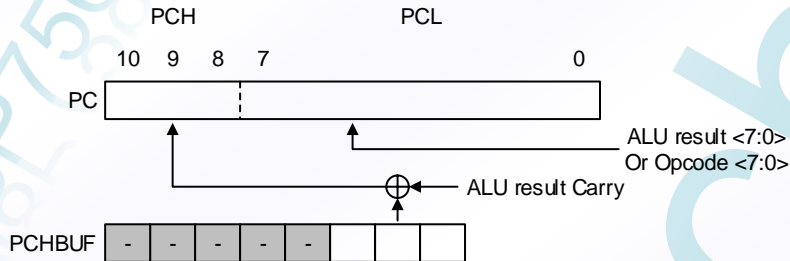 PCH PCL
10 9 8 7 0
PC
ALU result <7:0>
Or Opcode <7:0>
ALU result Carry
PCHBUF - - - - -